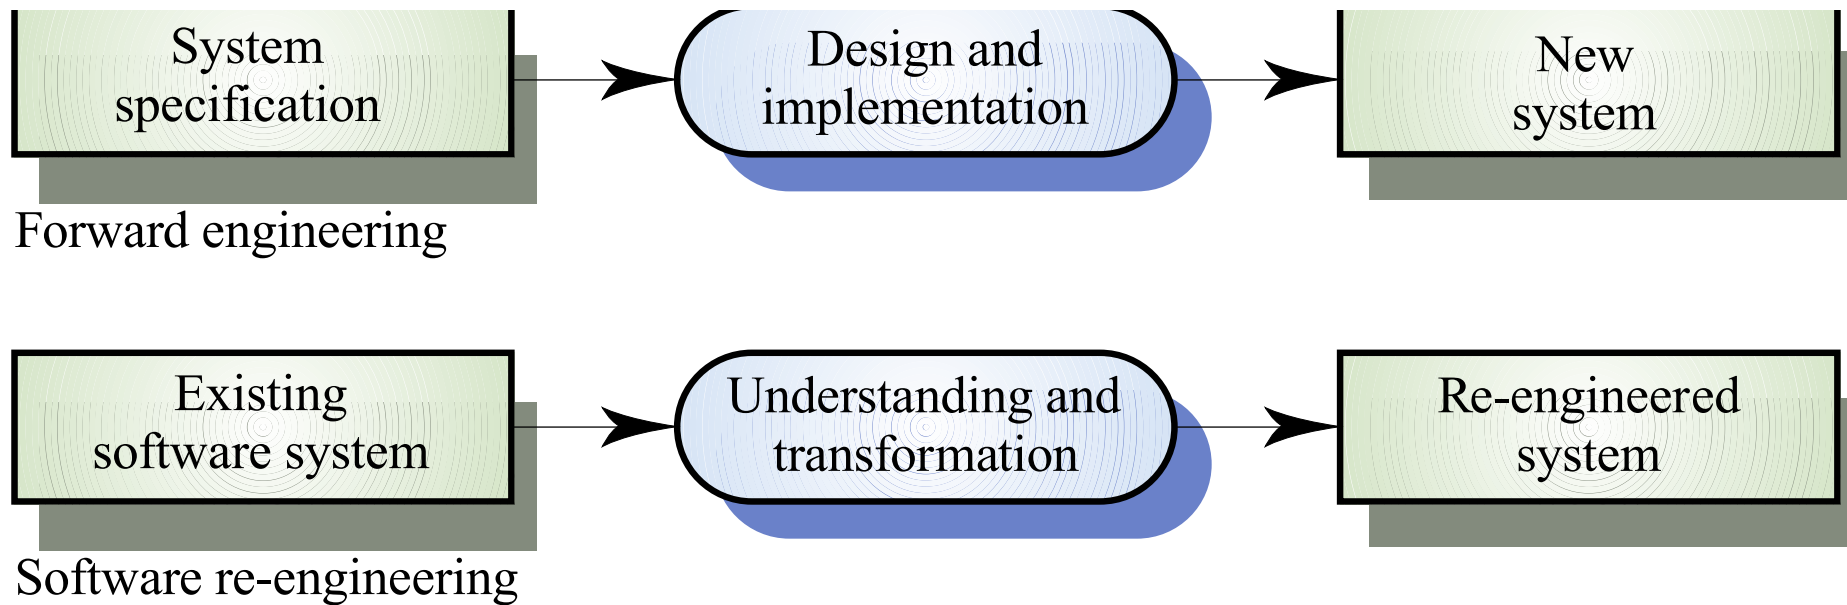 System
specification
Design and
implementation
New
system
Forward engineering
Existing
software system
Understanding and
transformation
Re-engineered
system
Software re-engineering